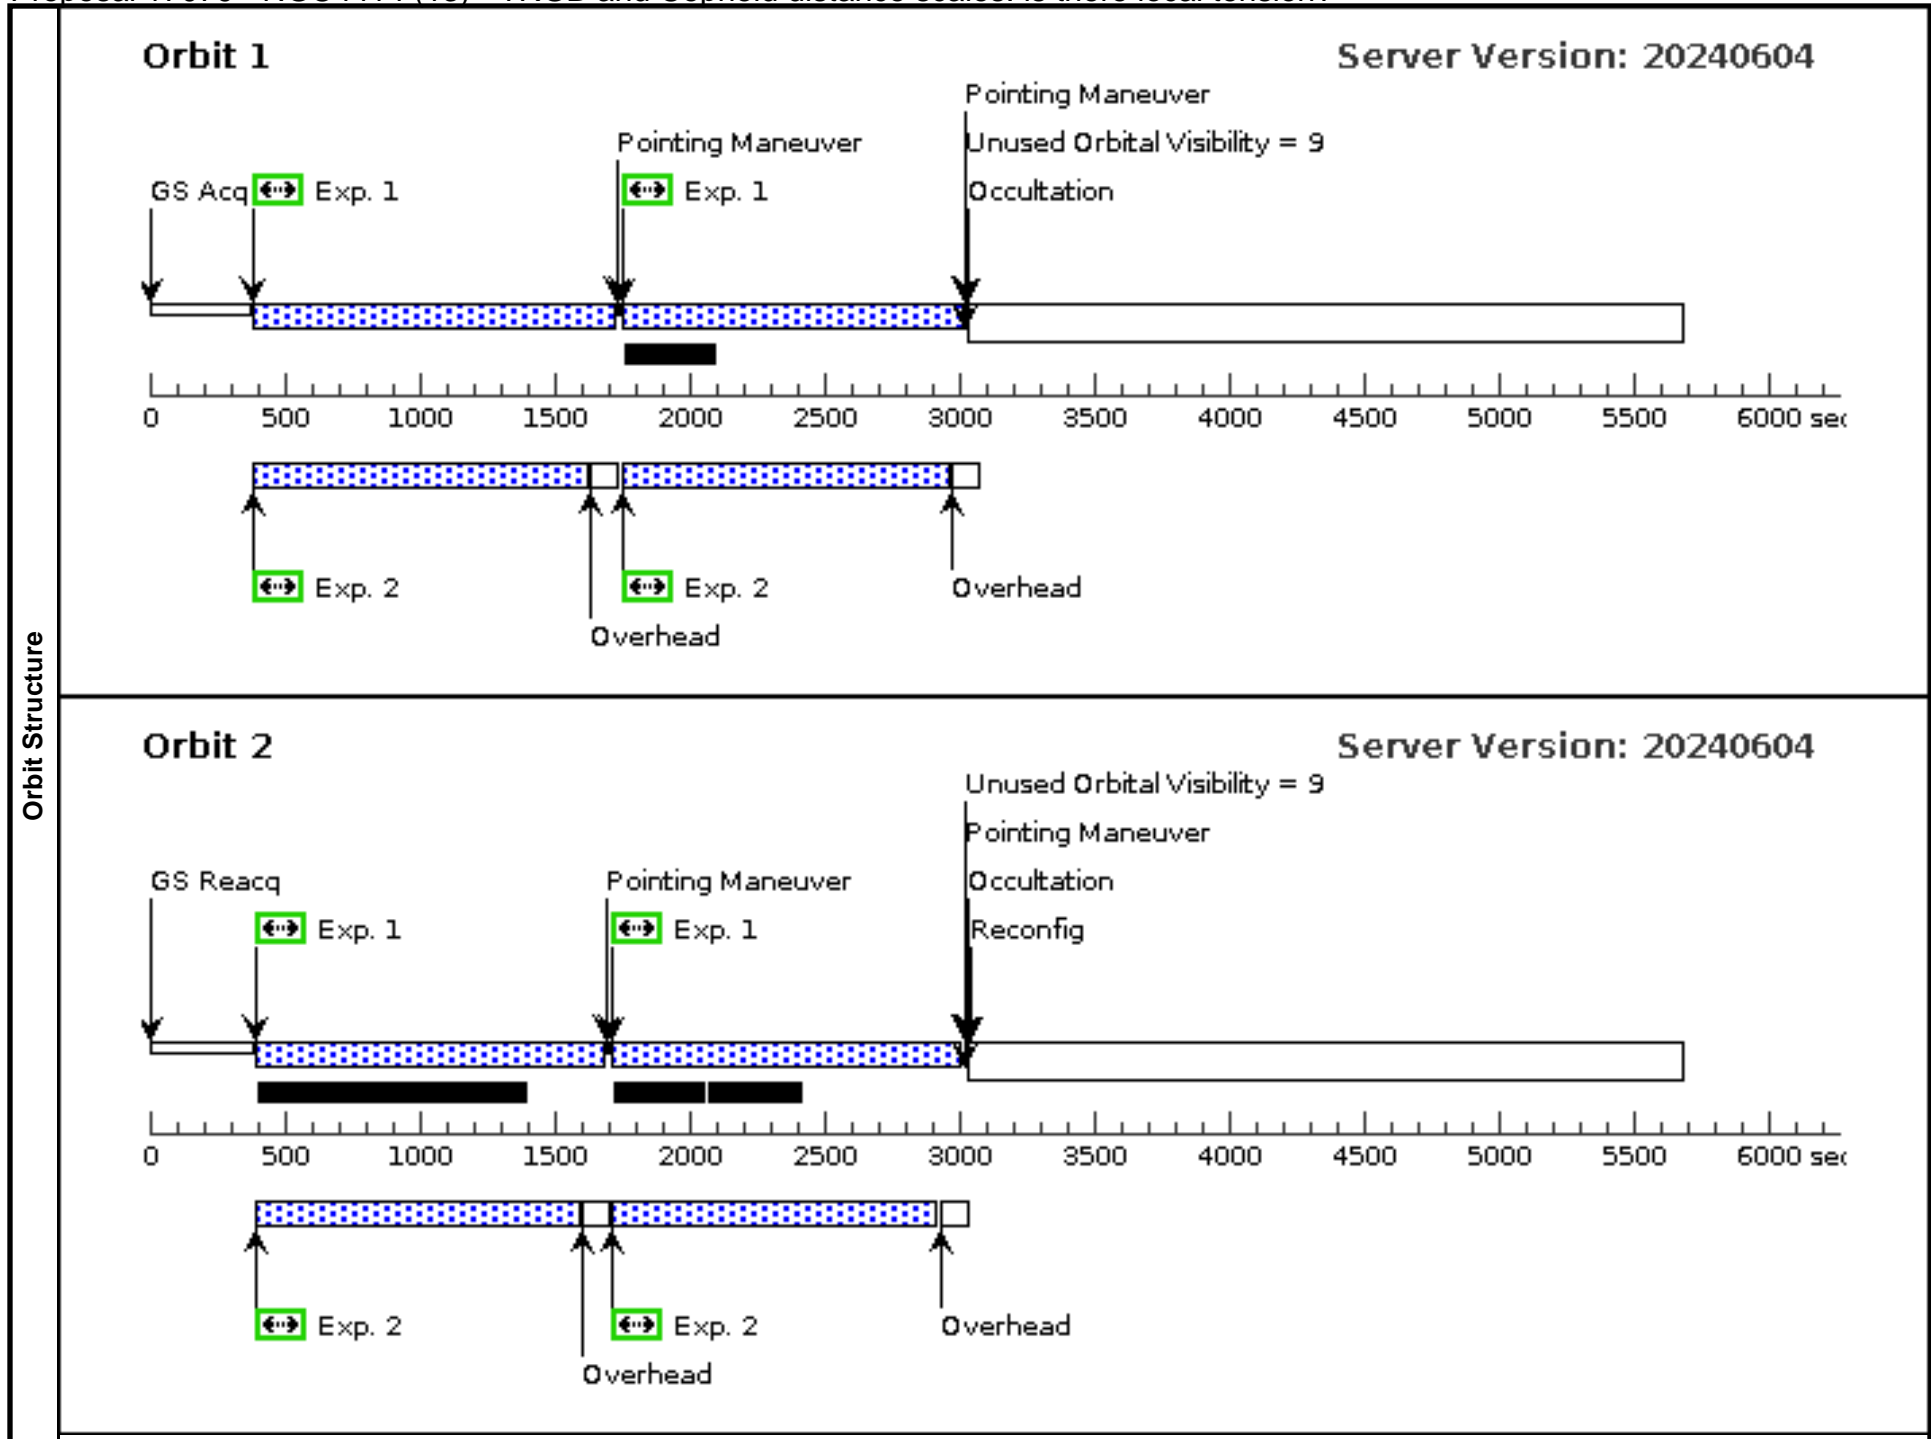 Orbit Structure
Orbit 1
Server Version: 20240604
Pointing Maneuver
Pointing Maneuver
Unused Orbital Visibility = 9
GS Acq
Exp. 1
Exp. 1
Occultation
0 500 1000 1500 2000 2500 3000 3500 4000 4500 5000 5500 6000 sec
Exp. 2
Exp. 2
Overhead
Overhead
Orbit 2
Server Version: 20240604
Unused Orbital Visibility = 9
Pointing Maneuver
GS Reacq
Pointing Maneuver
Occultation
Exp. 1
Exp. 1
Reconfig
0 500 1000 1500 2000 2500 3000 3500 4000 4500 5000 5500 6000 sec
Exp. 2
Exp. 2
Overhead
Overhead